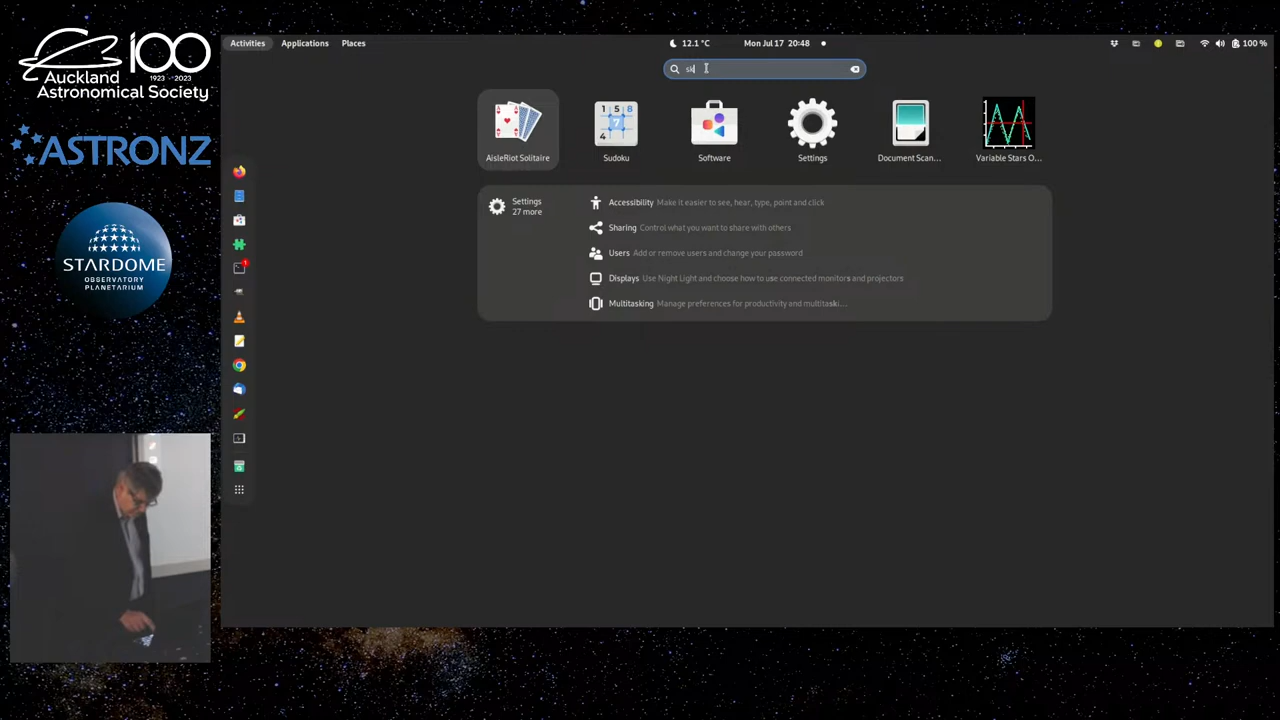 100
1923 - 2023
Auckland
Astronomical Society
ASTRONZ
STARDOME
OBSERVATORY
PLANETARIUM
Activities
Applications
Places
12.1 °C
Mon Jul 17 20:48
100 %
sk
AisleRiot Solitaire
Sudoku
Software
Settings
Document Scan...
Variable Stars O...
Settings
27 more
Accessibility Make it easier to see, hear, type, point and click
Sharing Control what you want to share with others
Users Add or remove users and change your password
Displays Use Night Light and choose how to use connected monitors and projectors
Multitasking Manage preferences for productivity and multitaski...